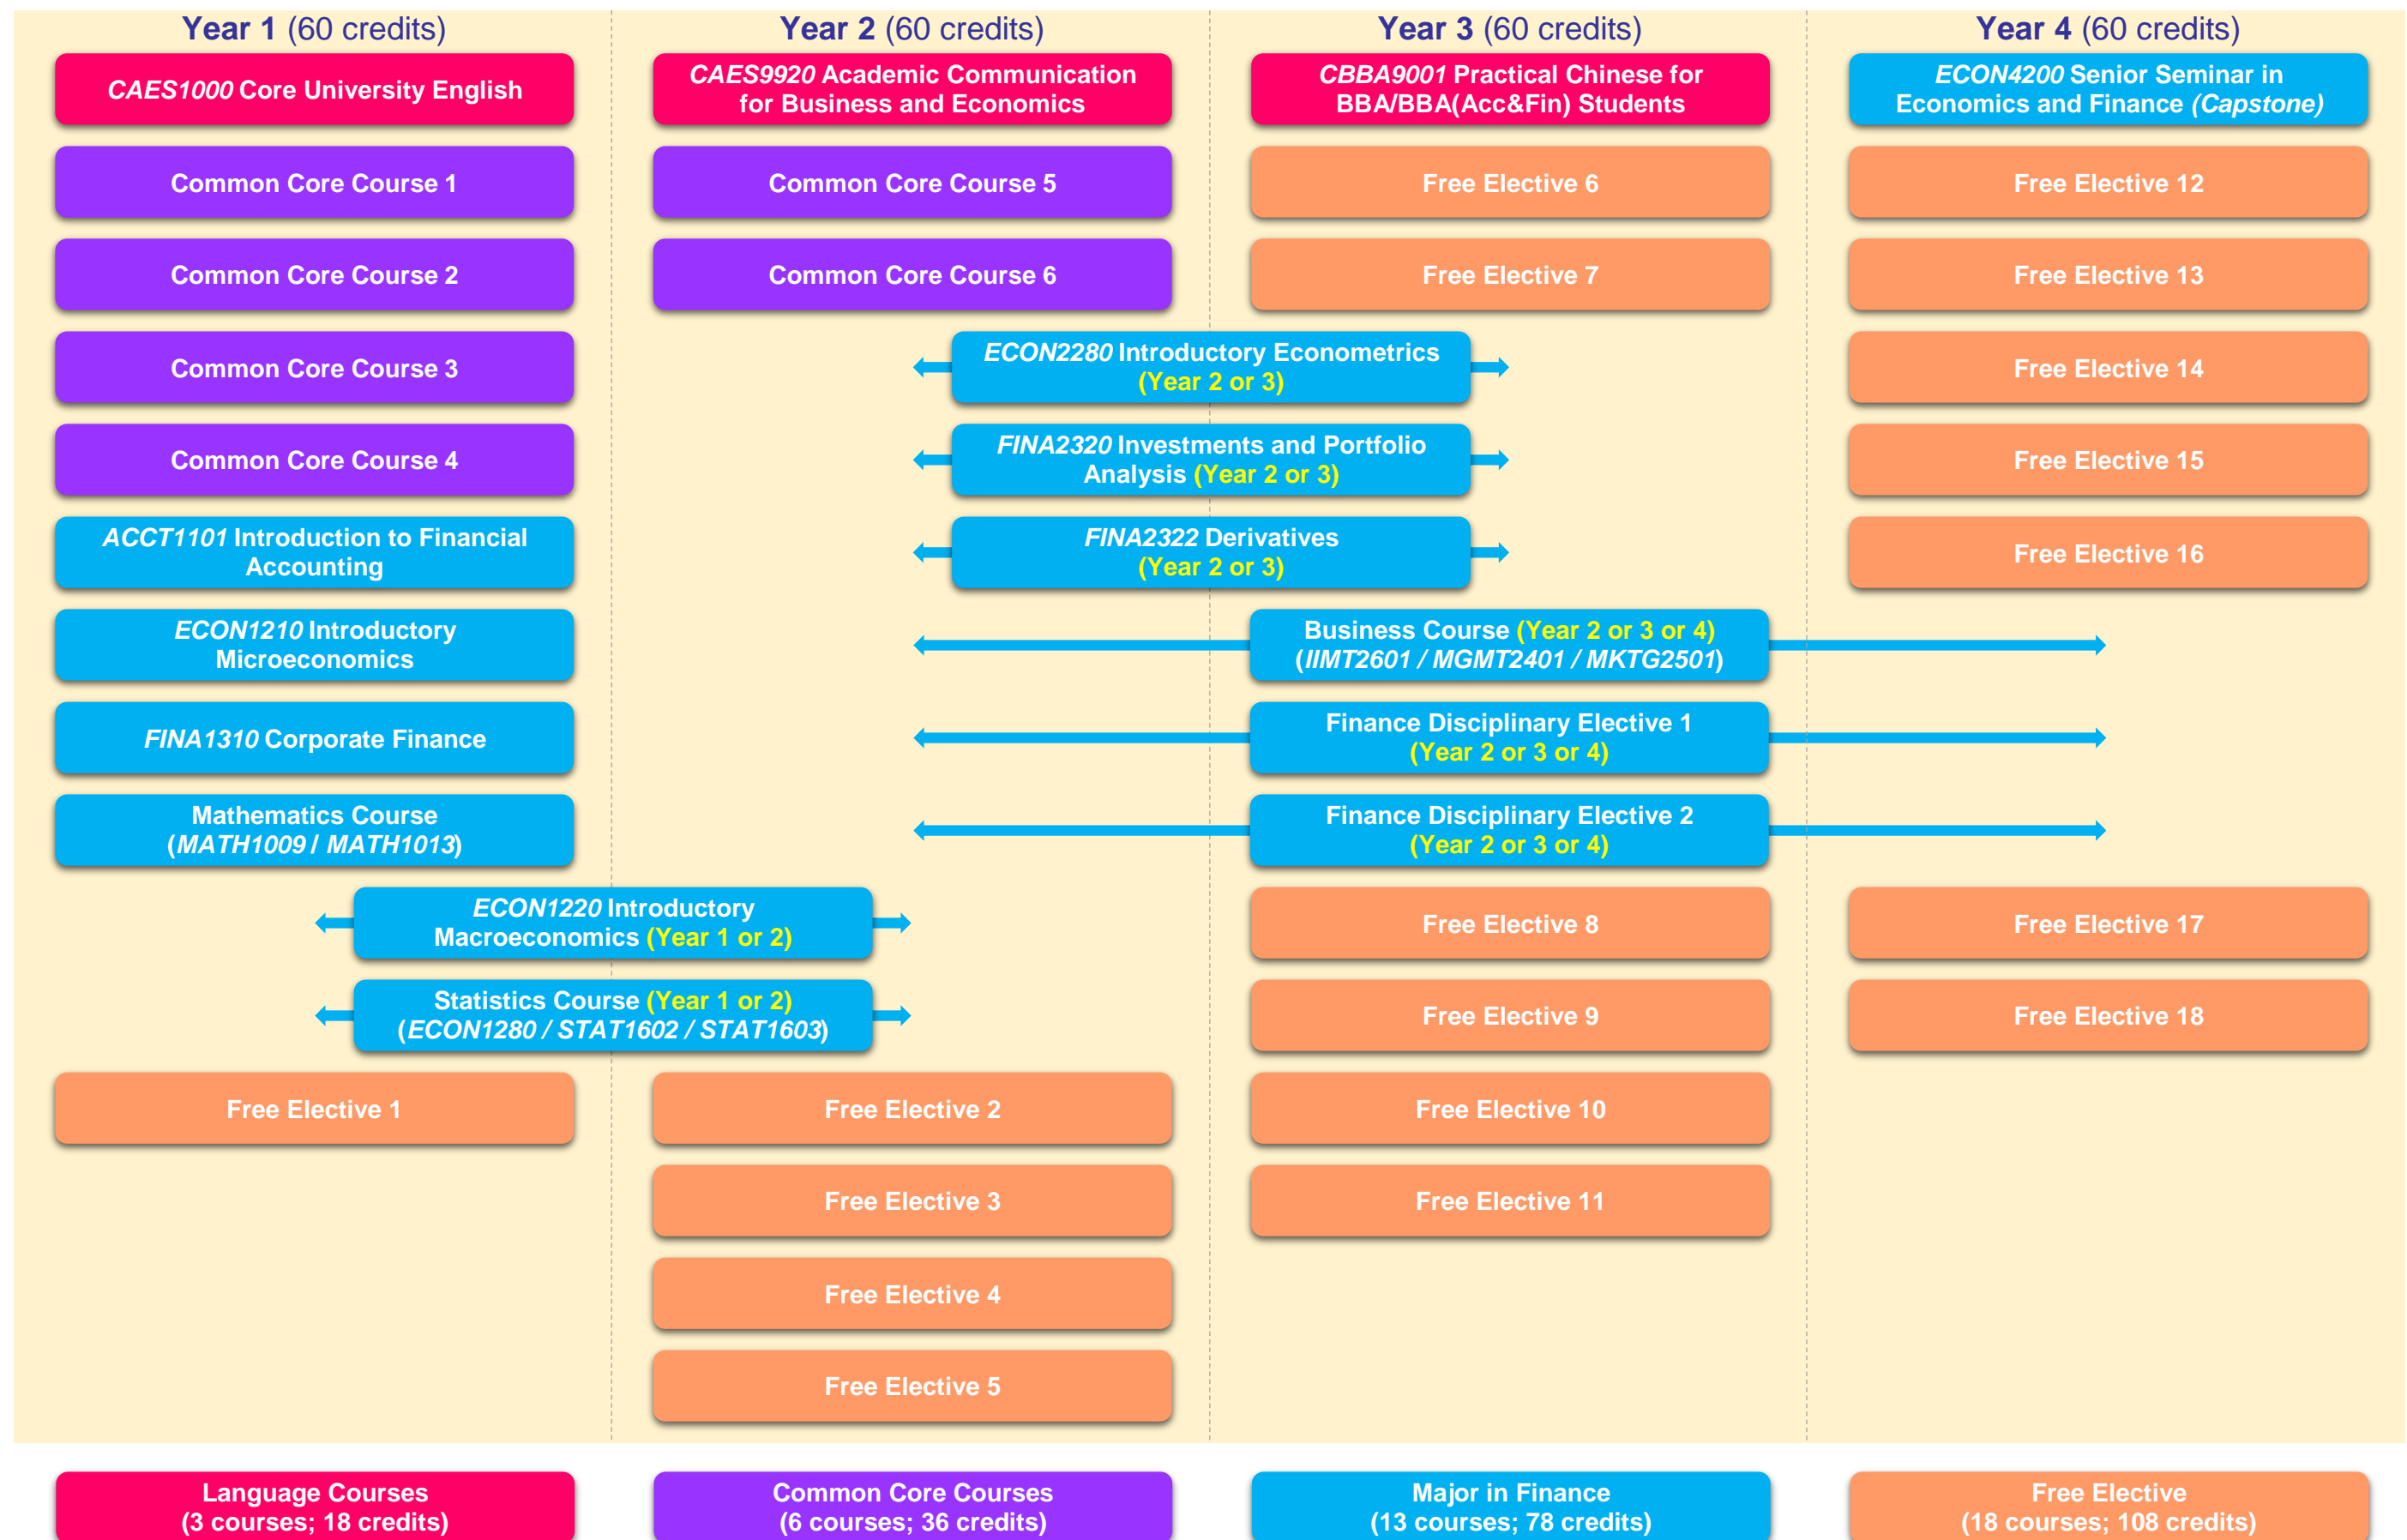 Year 1 (60 credits)
Year 2 (60 credits)
Year 3 (60 credits)
Year 4 (60 credits)
CAES1000 Core University English
CAES9920 Academic Communication
for Business and Economics
CBBA9001 Practical Chinese for
BBA/BBA(Acc&Fin) Students
ECON4200 Senior Seminar in
Economics and Finance (Capstone)
Common Core Course 1
Common Core Course 5
Free Elective 6
Free Elective 12
Common Core Course 2
Common Core Course 6
Free Elective 7
Free Elective 13
Common Core Course 3
ECON2280 Introductory Econometrics
(Year 2 or 3)
Free Elective 14
Common Core Course 4
FINA2320 Investments and Portfolio
Analysis (Year 2 or 3)
Free Elective 15
ACCT1101 Introduction to Financial
Accounting
FINA2322 Derivatives
(Year 2 or 3)
Free Elective 16
ECON1210 Introductory
Microeconomics
Business Course (Year 2 or 3 or 4)
(IIMT2601 / MGMT2401 / MKTG2501)
FINA1310 Corporate Finance
Finance Disciplinary Elective 1
(Year 2 or 3 or 4)
Mathematics Course
(MATH1009 / MATH1013)
Finance Disciplinary Elective 2
(Year 2 or 3 or 4)
ECON1220 Introductory
Macroeconomics (Year 1 or 2)
Free Elective 8
Free Elective 17
Statistics Course (Year 1 or 2)
(ECON1280 / STAT1602 / STAT1603)
Free Elective 9
Free Elective 18
Free Elective 1
Free Elective 2
Free Elective 10
Free Elective 3
Free Elective 11
Free Elective 4
Free Elective 5
Language Courses
(3 courses; 18 credits)
Common Core Courses
(6 courses; 36 credits)
Major in Finance
(13 courses; 78 credits)
Free Elective
(18 courses; 108 credits)